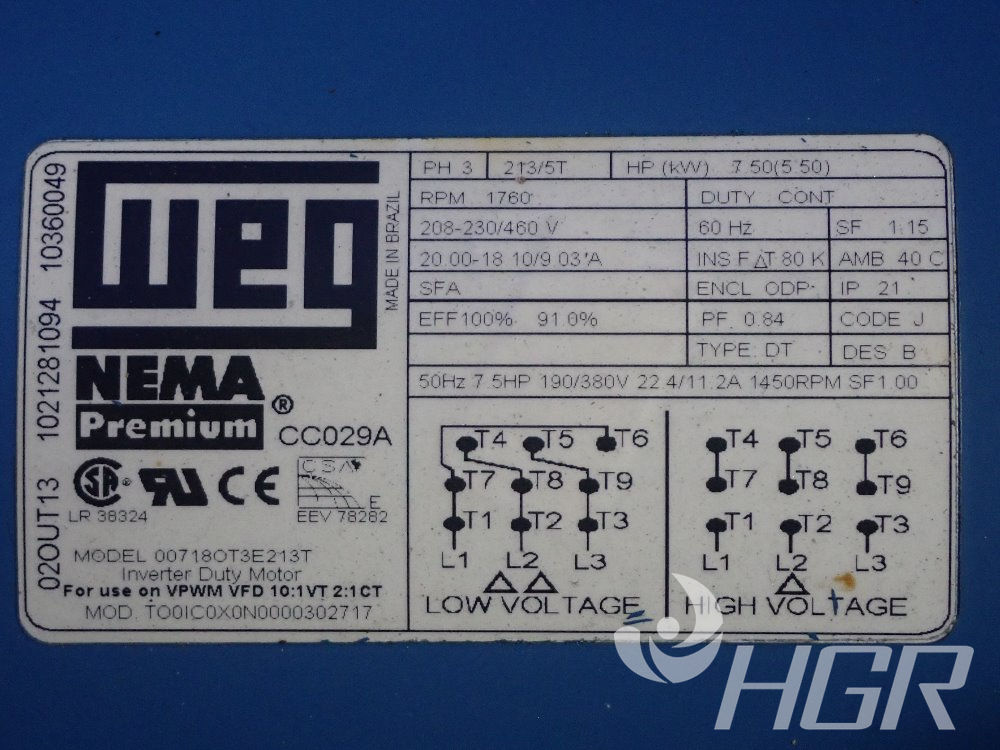 02OUT13 1021281094 10360049
WEG
MADE IN BRAZIL
NEMA
Premium ®
CC029A
SA ® RU CE
CSA
E
LR 38324 EEV 78282
MODEL 00718OT3E213T
Inverter Duty Motor
For use on VPWM VFD 10:1VT 2:1CT
MOD. TO0IC0X0N0000302717
PH 3 213/5T HP (kW) 7.50(5.50)
RPM 1760 DUTY CONT
208-230/460 V 60 Hz SF 1.15
20.00-18.10/9.03 A INS F ΔT 80 K AMB 40 C
SFA ENCL ODP IP 21
EFF100% 91.0% PF 0.84 CODE J
TYPE: DT DES B
50Hz 7.5HP 190/380V 22.4/11.2A 1450RPM SF1.00
T4 T5 T6 T4 T5 T6
T7 T8 T9 T7 T8 T9
T1 T2 T3 T1 T2 T3
L1 L2 L3 L1 L2 L3
△△ △
LOW VOLTAGE HIGH VOLTAGE
HGR